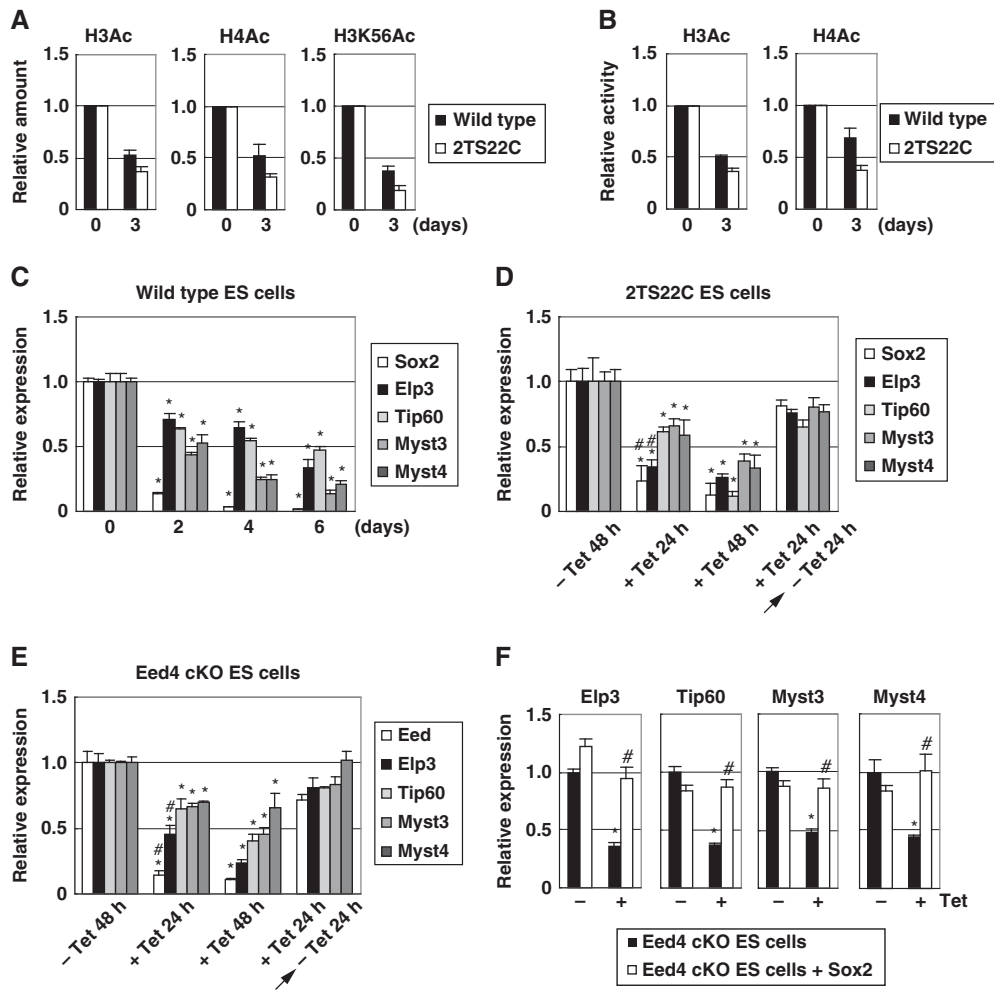 A
H3Ac
H4Ac
H3K56Ac
Relative amount
1.5
1.0
0.5
0
1.5
1.0
0.5
0
1.5
1.0
0.5
0
0 3
0 3
0 3 (days)
Wild type
2TS22C
B
H3Ac
H4Ac
Relative activity
1.5
1.0
0.5
0
1.5
1.0
0.5
0
0 3
0 3 (days)
Wild type
2TS22C
C
Wild type ES cells
Relative expression
1.5
1.0
0.5
0
* * * * *
* * * * *
* * * * *
0 2 4 6 (days)
Sox2
Elp3
Tip60
Myst3
Myst4
D
2TS22C ES cells
Relative expression
1.5
1.0
0.5
0
# #
* * * * *
* * * * *
– Tet 48 h
+ Tet 24 h
+ Tet 48 h
+ Tet 24 h
– Tet 24 h
Sox2
Elp3
Tip60
Myst3
Myst4
E
Eed4 cKO ES cells
Relative expression
1.5
1.0
0.5
0
# #
* * * * *
* * * * *
– Tet 48 h
+ Tet 24 h
+ Tet 48 h
+ Tet 24 h
– Tet 24 h
Eed
Elp3
Tip60
Myst3
Myst4
F
Elp3
Tip60
Myst3
Myst4
Relative expression
1.5
1.0
0.5
0
* #
* #
* #
* #
– +
– +
– +
– + Tet
Eed4 cKO ES cells
Eed4 cKO ES cells + Sox2